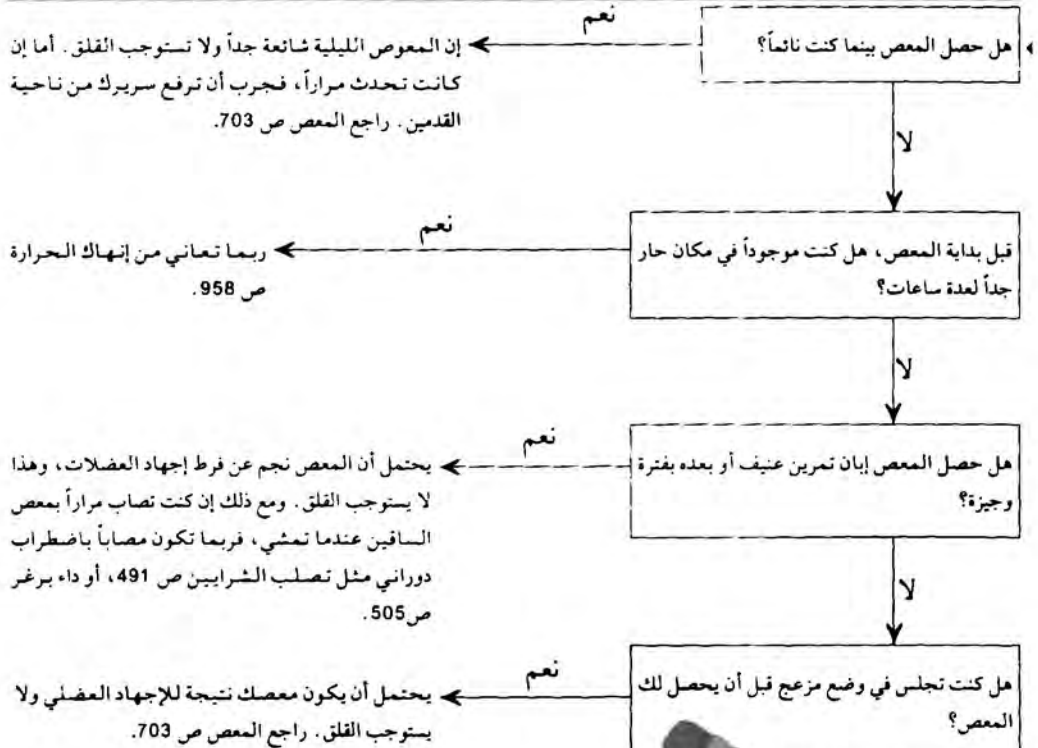 هل حصل المعص بينما كنت نائماً؟
نعم
إن المعوص الليلية شائعة جداً ولا تستوجب القلق. أما إن
كانت تحدث مراراً، فجرب أن ترفع سريرك من ناحية
القدمين. راجع المعص ص 703.
لا
قبل بداية المعص، هل كنت موجوداً في مكان حار
جداً لعدة ساعات؟
نعم
ربما تعاني من إنهاك الحرارة
ص 958.
لا
هل حصل المعص إبان تمرين عنيف أو بعده بفترة
وجيزة؟
نعم
يحتمل أن المعص نجم عن فرط إجهاد العضلات، وهذا
لا يستوجب القلق. ومع ذلك إن كنت تصاب مراراً بمعص
الساقين عندما تمشي، فربما تكون مصاباً باضطراب
دوراني مثل تصلب الشرايين ص 491، أو داء برغر
ص505.
لا
هل كنت تجلس في وضع مزعج قبل أن يحصل لك
المعص؟
نعم
يحتمل أن يكون معصك نتيجة للإجهاد العضلي ولا
يستوجب القلق. راجع المعص ص 703.